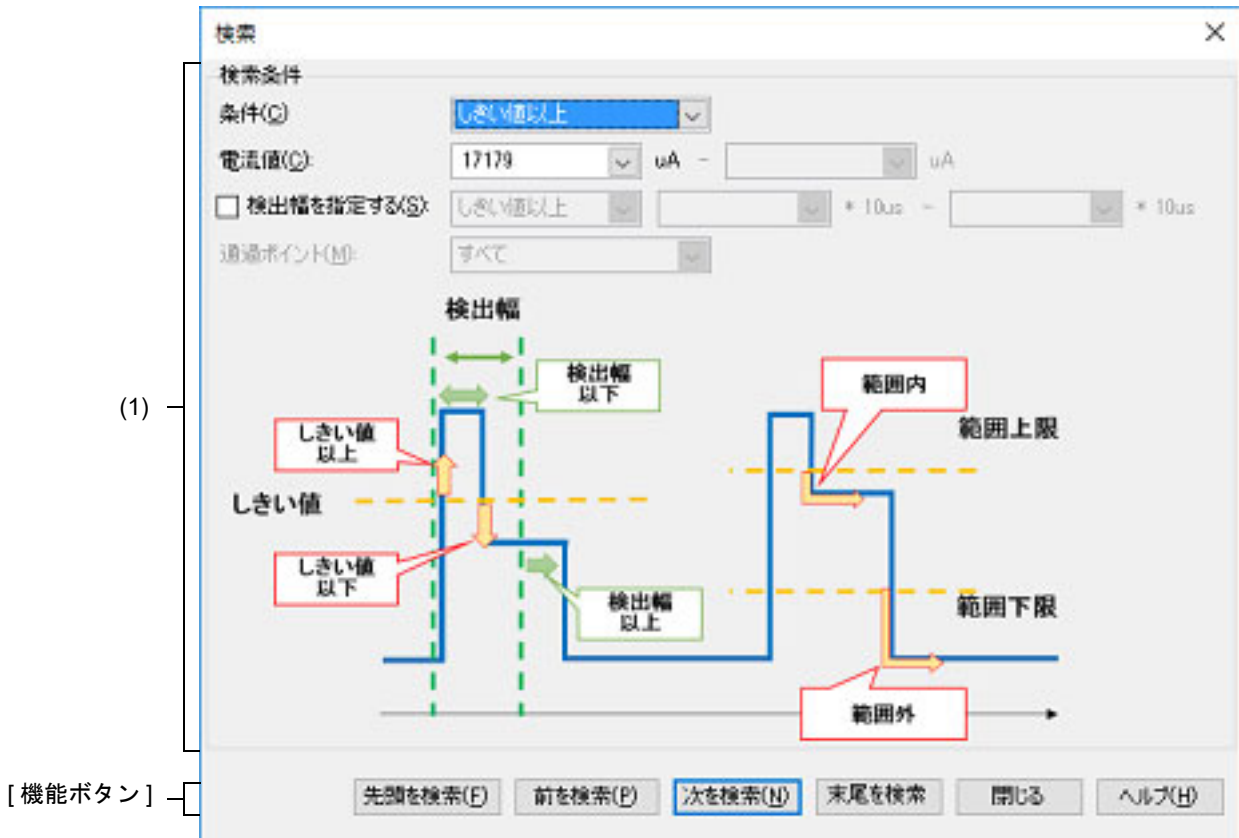 検索
検索条件
条件(C)
しきい値以上
電流値(C):
17179
uA -
uA
検出幅を指定する(S):
しきい値以上
* 10us -
* 10us
通過ポイント(M):
すべて
検出幅
検出幅
以下
範囲内
範囲上限
しきい値
以上
(1)
しきい値
しきい値
以下
検出幅
以上
範囲下限
範囲外
[ 機能ボタン ]
先頭を検索(F)
前を検索(P)
次を検索(N)
末尾を検索
閉じる
ヘルプ(H)